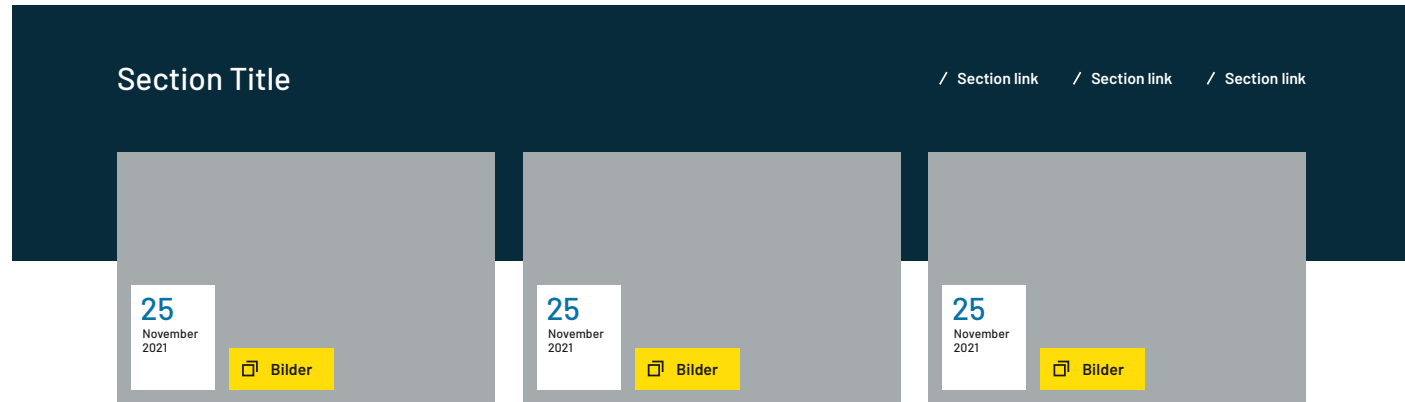 Section Title
/ Section link / Section link / Section link
25
November
2021
Bilder
25
November
2021
Bilder
25
November
2021
Bilder